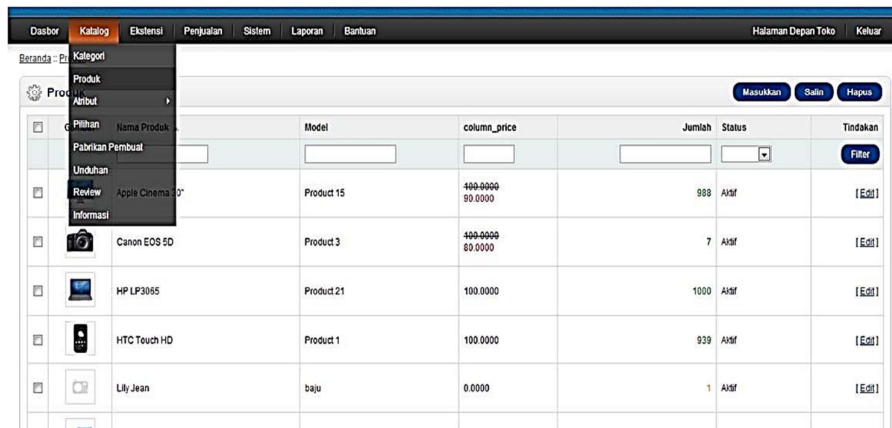 Dasbor Katalog Ekstensi Penjualan Sistem Laporan Bantuan Halaman Depan Toko Keluar
Beranda :: Pr
Kategori
Produk
Atribut
Pilihan
Pabrikan Pembuat
Unduhan
Review
Informasi
Produk Masukkan Salin Hapus
Nama Produk Model column_price Jumlah Status Tindakan
Filter
Apple Cinema 30" Product 15 100.0000 90.0000 988 Aktif [ Edit ]
Canon EOS 5D Product 3 100.0000 80.0000 7 Aktif [ Edit ]
HP LP3065 Product 21 100.0000 1000 Aktif [ Edit ]
HTC Touch HD Product 1 100.0000 939 Aktif [ Edit ]
Lily Jean baju 0.0000 1 Aktif [ Edit ]